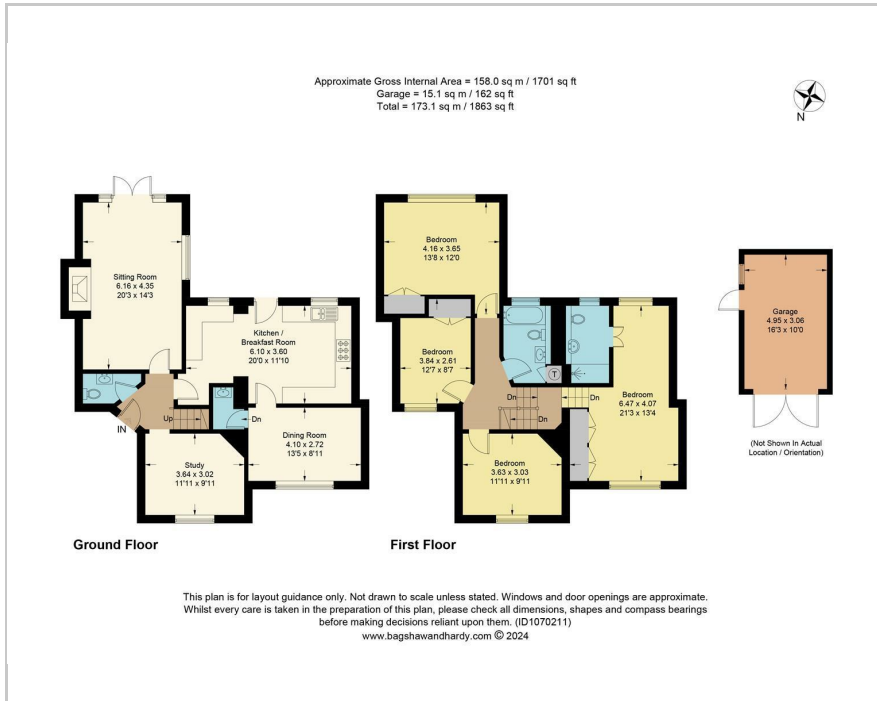 Approximate Gross Internal Area = 158.0 sq m / 1701 sq ft
Garage = 15.1 sq m / 162 sq ft
Total = 173.1 sq m / 1863 sq ft
N
Sitting Room
6.16 x 4.35
20'3 x 14'3
Kitchen /
Breakfast Room
6.10 x 3.60
20'0 x 11'10
IN
Up
Dn
Study
3.64 x 3.02
11'11 x 9'11
Dining Room
4.10 x 2.72
13'5 x 8'11
Ground Floor
Bedroom
4.16 x 3.65
13'8 x 12'0
Bedroom
3.84 x 2.61
12'7 x 8'7
T
Dn
Dn
Dn
Bedroom
6.47 x 4.07
21'3 x 13'4
Bedroom
3.63 x 3.03
11'11 x 9'11
First Floor
Garage
4.95 x 3.06
16'3 x 10'0
(Not Shown In Actual
Location / Orientation)
This plan is for layout guidance only. Not drawn to scale unless stated. Windows and door openings are approximate.
Whilst every care is taken in the preparation of this plan, please check all dimensions, shapes and compass bearings
before making decisions reliant upon them. (ID1070211)
www.bagshawandhardy.com © 2024